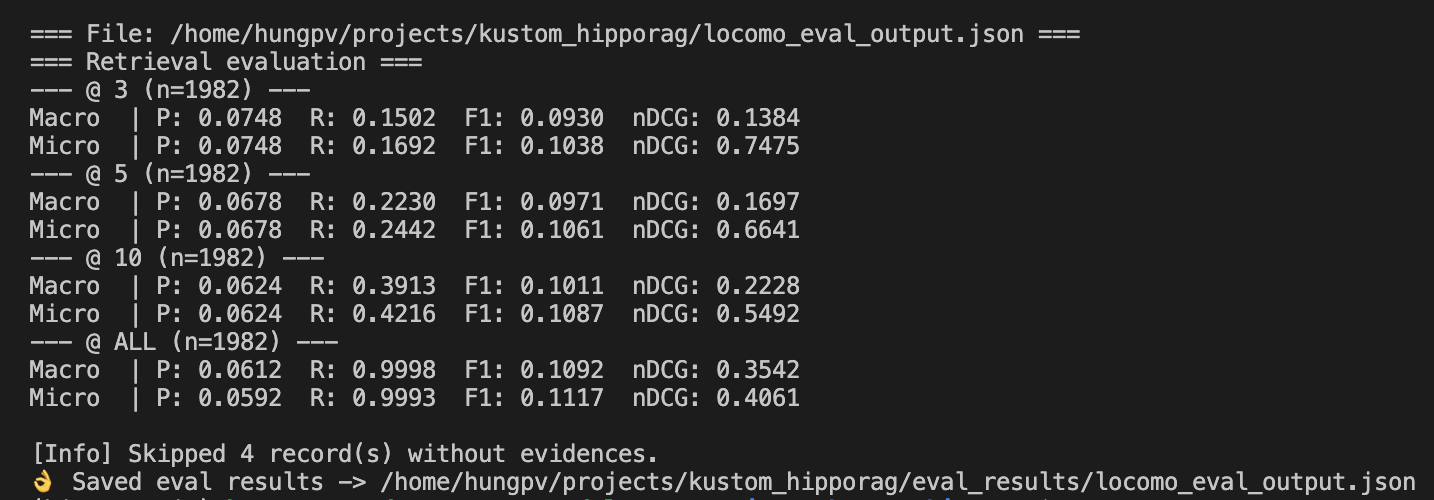 === File: /home/hungpv/projects/kustom_hipporag/locomo_eval_output.json ===
=== Retrieval evaluation ===
--- @ 3 (n=1982) ---
Macro  | P: 0.0748  R: 0.1502  F1: 0.0930  nDCG: 0.1384
Micro  | P: 0.0748  R: 0.1692  F1: 0.1038  nDCG: 0.7475
--- @ 5 (n=1982) ---
Macro  | P: 0.0678  R: 0.2230  F1: 0.0971  nDCG: 0.1697
Micro  | P: 0.0678  R: 0.2442  F1: 0.1061  nDCG: 0.6641
--- @ 10 (n=1982) ---
Macro  | P: 0.0624  R: 0.3913  F1: 0.1011  nDCG: 0.2228
Micro  | P: 0.0624  R: 0.4216  F1: 0.1087  nDCG: 0.5492
--- @ ALL (n=1982) ---
Macro  | P: 0.0612  R: 0.9998  F1: 0.1092  nDCG: 0.3542
Micro  | P: 0.0592  R: 0.9993  F1: 0.1117  nDCG: 0.4061
[Info] Skipped 4 record(s) without evidences.
👌 Saved eval results -> /home/hungpv/projects/kustom_hipporag/eval_results/locomo_eval_output.json